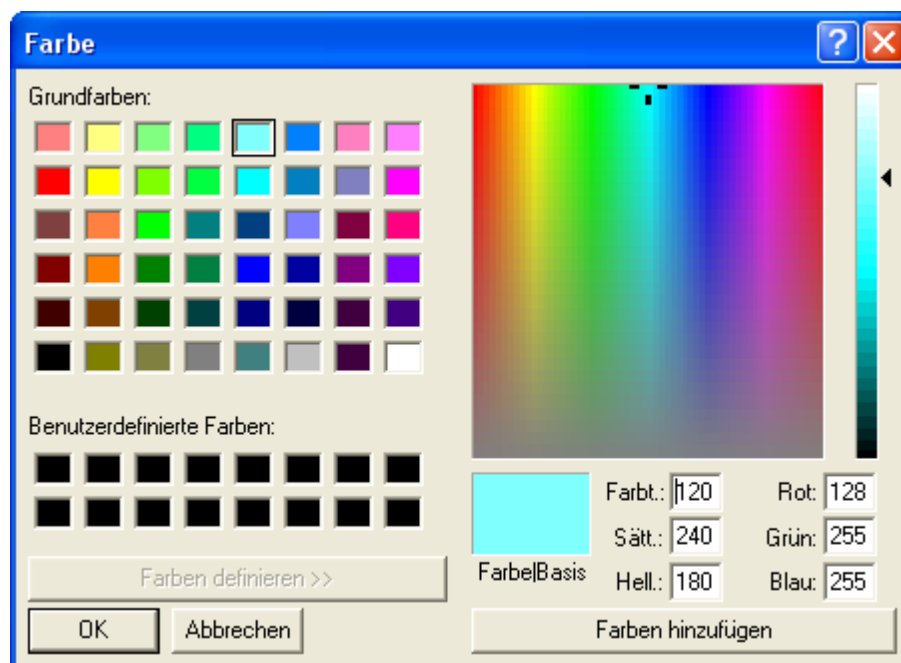 Farbe
Grundfarben:
Benutzerdefinierte Farben:
Farben definieren >>
OK Abbrechen
Farbe|Basis
Farbt.: 120 Rot: 128
Sätt.: 240 Grün: 255
Hell.: 180 Blau: 255
Farben hinzufügen